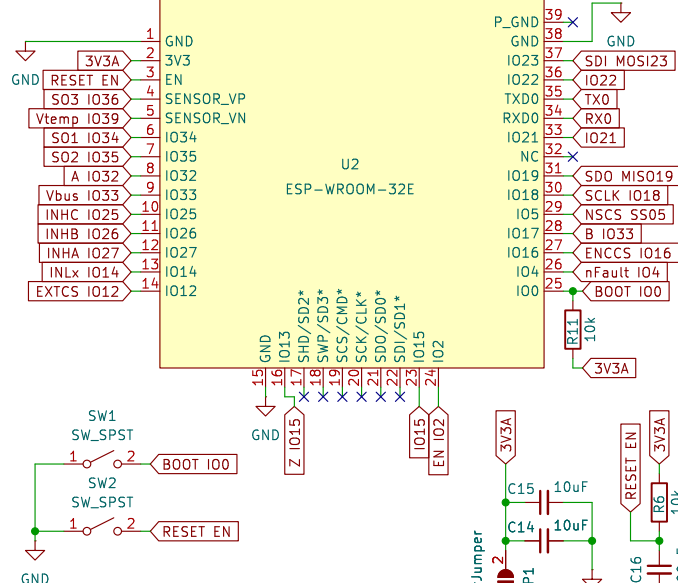 P_GND 39
1 GND
GND 38
GND
GND
3V3A 2 3V3
IO23 37 SDI MOSI23
RESET EN 3 EN
IO22 36 IO22
SO3 IO36 4 SENSOR_VP
TXD0 35 TX0
Vtemp IO39 5 SENSOR_VN
RXD0 34 RX0
SO1 IO34 6 IO34
IO21 33 IO21
SO2 IO35 7 IO35
NC 32
A IO32 8 IO32
IO19 31 SDO MISO19
Vbus IO33 9 IO33
IO18 30 SCLK IO18
INHC IO25 10 IO25
IO5 29 NSCS SS05
INHB IO26 11 IO26
IO17 28 B IO33
INHA IO27 12 IO27
IO16 27 ENCCS IO16
INLx IO14 13 IO14
IO4 26 nFault IO4
EXTCS IO12 14 IO12
IO0 25 BOOT IO0
U2
ESP-WROOM-32E
R11
10k
3V3A
GND 15
IO13 16
SHD/SD2* 17
SWP/SD3* 18
SCS/CMD* 19
SCK/CLK* 20
SDO/SD0* 21
SDI/SD1* 22
IO15 23
IO2 24
GND
Z IO15
IO15
EN IO2
SW1
SW_SPST
1 2 BOOT IO0
SW2
SW_SPST
1 2 RESET EN
GND
3V3A
C15 10uF
C14 10uF
2
Jumper
RESET EN
3V3A
R6
10k
C16